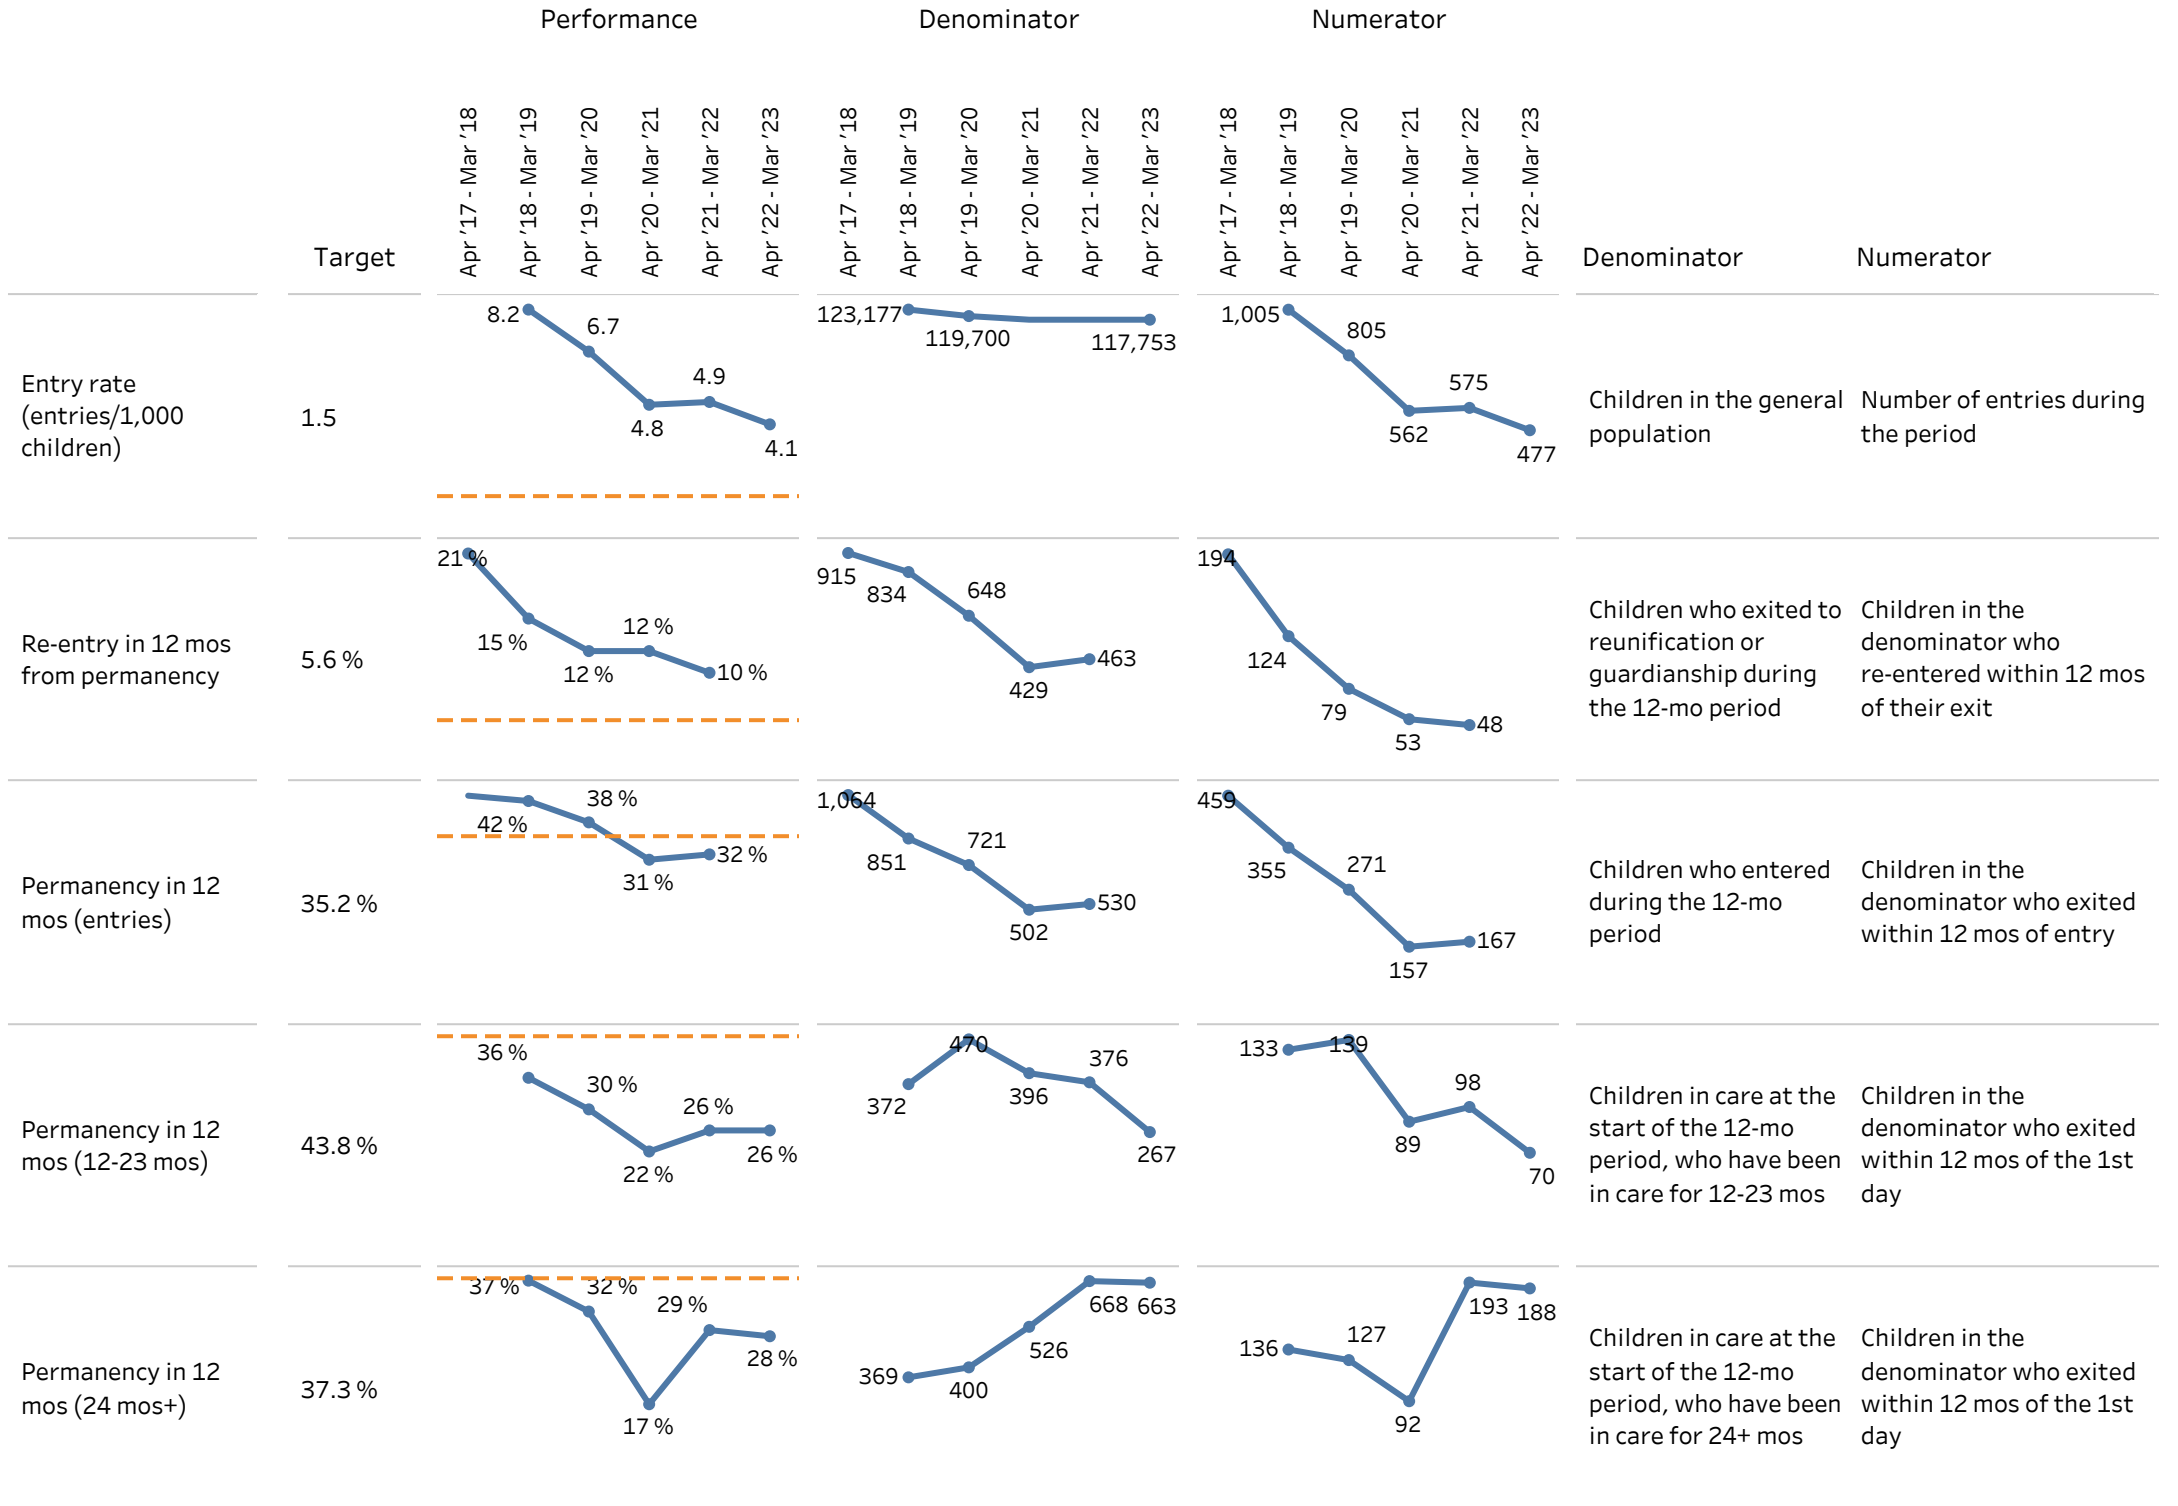 Performance
Denominator
Numerator
Target
Apr '17 - Mar '18
Apr '18 - Mar '19
Apr '19 - Mar '20
Apr '20 - Mar '21
Apr '21 - Mar '22
Apr '22 - Mar '23
Apr '17 - Mar '18
Apr '18 - Mar '19
Apr '19 - Mar '20
Apr '20 - Mar '21
Apr '21 - Mar '22
Apr '22 - Mar '23
Apr '17 - Mar '18
Apr '18 - Mar '19
Apr '19 - Mar '20
Apr '20 - Mar '21
Apr '21 - Mar '22
Apr '22 - Mar '23
Denominator
Numerator
Entry rate
(entries/1,000
children)
1.5
8.2
6.7
4.8
4.9
4.1
123,177
119,700
117,753
1,005
805
562
575
477
Children in the general
population
Number of entries during
the period
Re-entry in 12 mos
from permanency
5.6 %
21 %
15 %
12 %
12 %
10 %
915
834
648
429
463
194
124
79
53
48
Children who exited to
reunification or
guardianship during
the 12-mo period
Children in the
denominator who
re-entered within 12 mos
of their exit
Permanency in 12
mos (entries)
35.2 %
42 %
38 %
31 %
32 %
1,064
851
721
502
530
459
355
271
157
167
Children who entered
during the 12-mo
period
Children in the
denominator who exited
within 12 mos of entry
Permanency in 12
mos (12-23 mos)
43.8 %
36 %
30 %
22 %
26 %
26 %
372
470
396
376
267
133
139
89
98
70
Children in care at the
start of the 12-mo
period, who have been
in care for 12-23 mos
Children in the
denominator who exited
within 12 mos of the 1st
day
Permanency in 12
mos (24 mos+)
37.3 %
37 %
32 %
17 %
29 %
28 %
369
400
526
668
663
136
127
92
193
188
Children in care at the
start of the 12-mo
period, who have been
in care for 24+ mos
Children in the
denominator who exited
within 12 mos of the 1st
day